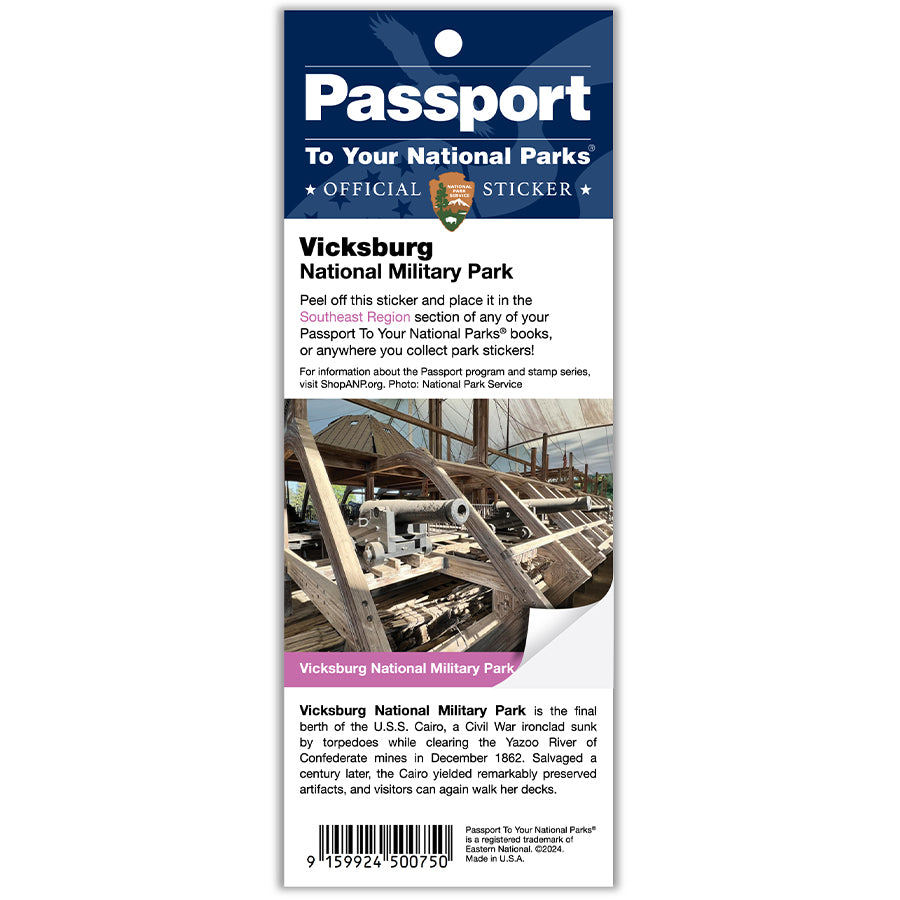 Passport
To Your National Parks®
★ OFFICIAL STICKER ★
NATIONAL
PARK
SERVICE
Vicksburg
National Military Park
Peel off this sticker and place it in the
Southeast Region section of any of your
Passport To Your National Parks® books,
or anywhere you collect park stickers!
For information about the Passport program and stamp series,
visit ShopANP.org. Photo: National Park Service
Vicksburg National Military Park
Vicksburg National Military Park is the final
berth of the U.S.S. Cairo, a Civil War ironclad sunk
by torpedoes while clearing the Yazoo River of
Confederate mines in December 1862. Salvaged a
century later, the Cairo yielded remarkably preserved
artifacts, and visitors can again walk her decks.
9 159924 500750
Passport To Your National Parks®
is a registered trademark of
Eastern National. ©2024.
Made in U.S.A.